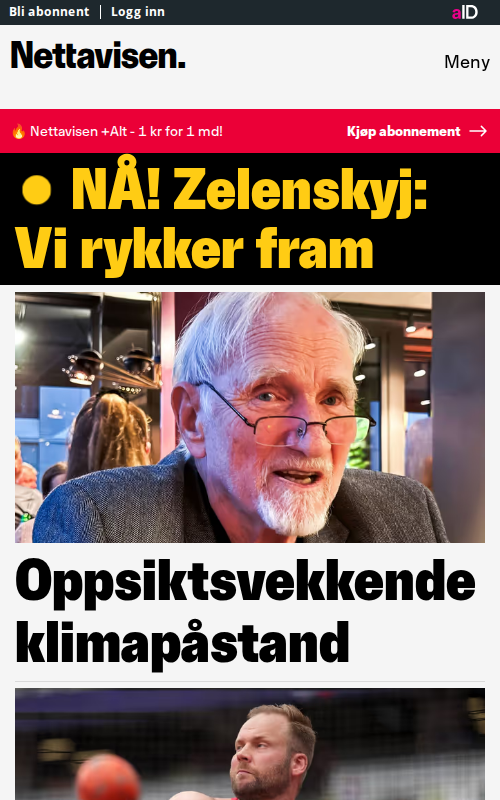 Bli abonnent | Logg inn
aID
Nettavisen.
Meny
🔥 Nettavisen +Alt - 1 kr for 1 md!
Kjøp abonnement →
NÅ! Zelenskyj:
Vi rykker fram
Oppsiktsvekkende
klimapåstand